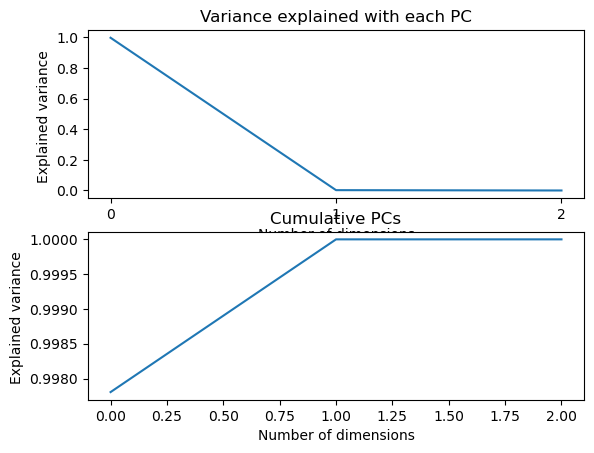 Variance explained with each PC
1.0
0.8
0.6
0.4
0.2
0.0
Explained variance
0 1 2
Number of dimensions
Cumulative PCs
1.0000
0.9995
0.9990
0.9985
0.9980
Explained variance
0.00 0.25 0.50 0.75 1.00 1.25 1.50 1.75 2.00
Number of dimensions